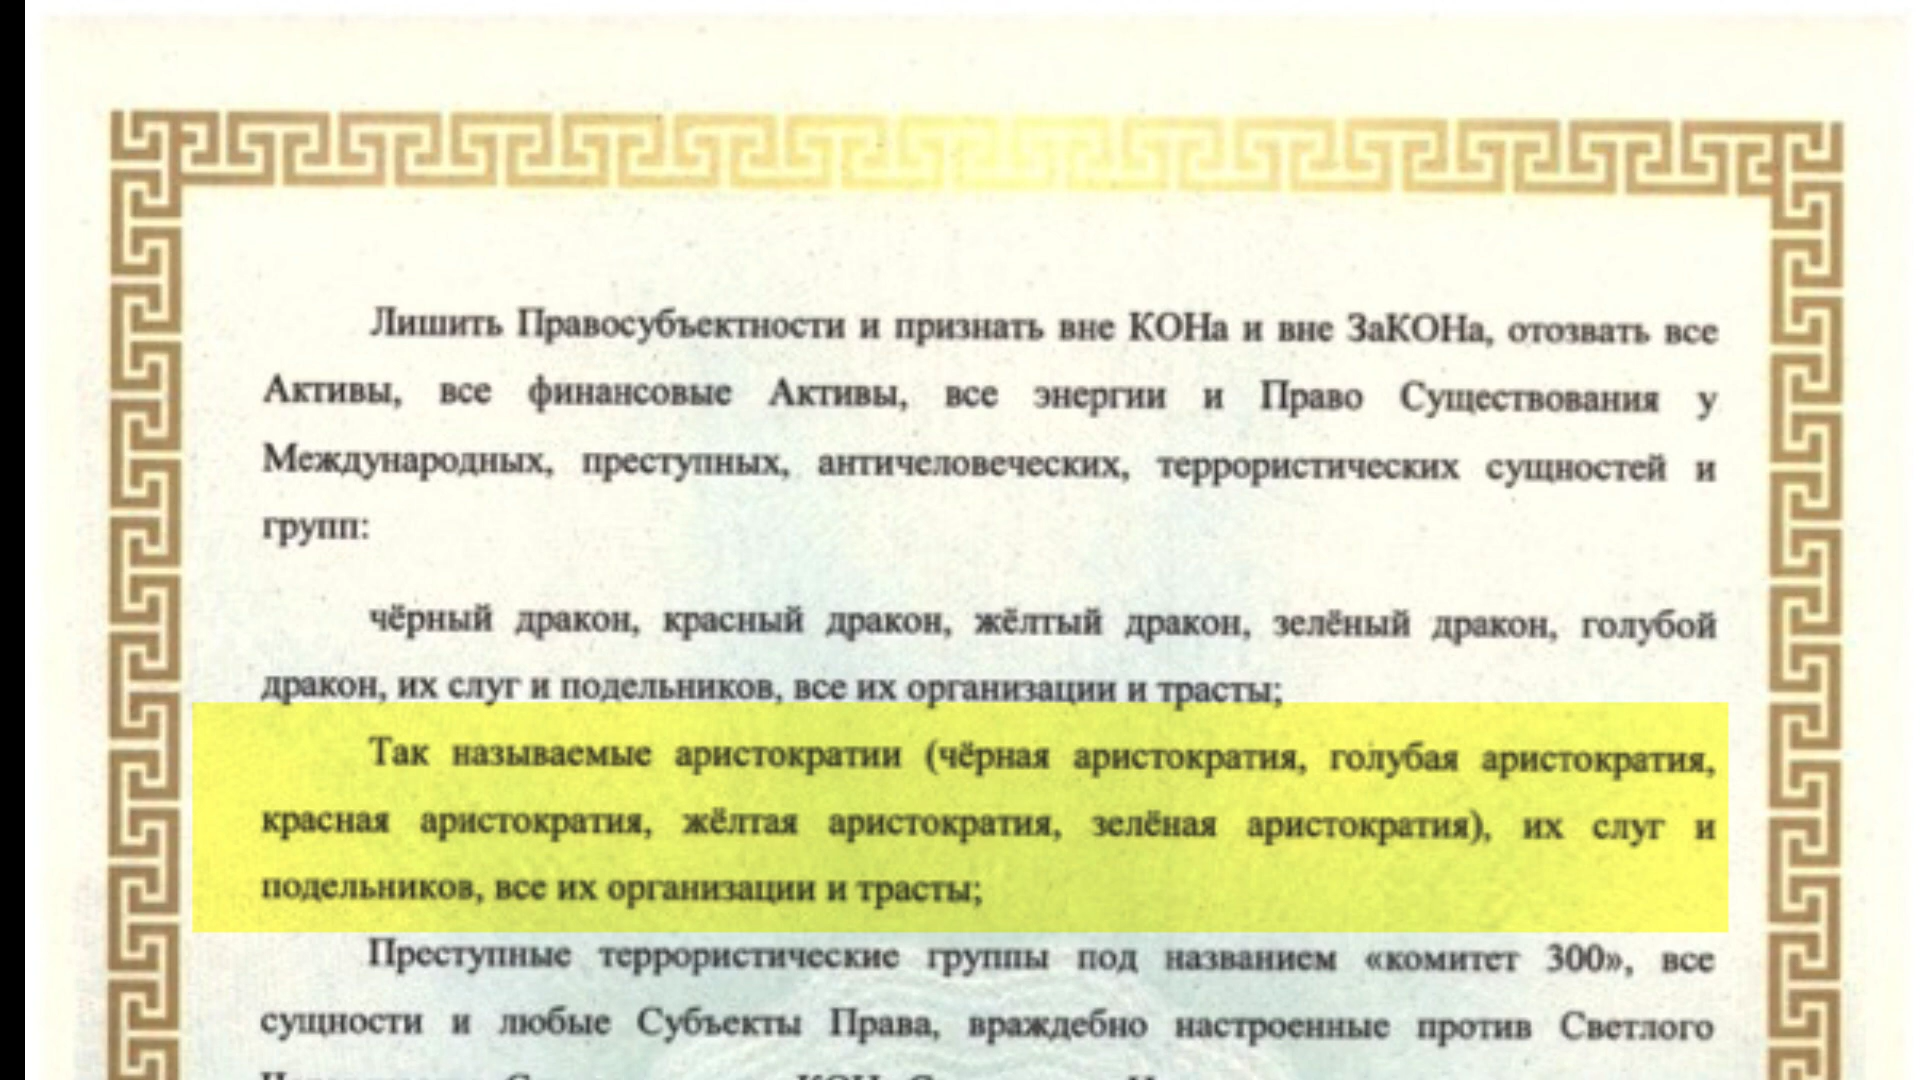 Лишить Правосубъектности и признать вне КОНа и вне ЗаКОНа, отозвать все
Активы, все финансовые Активы, все энергии и Право Существования у
Международных, преступных, античеловеческих, террористических сущностей и
групп:
чёрный дракон, красный дракон, жёлтый дракон, зелёный дракон, голубой
дракон, их слуг и подельников, все их организации и трасты;
Так называемые аристократии (чёрная аристократия, голубая аристократия,
красная аристократия, жёлтая аристократия, зелёная аристократия), их слуг и
подельников, все их организации и трасты;
Преступные террористические группы под названием «комитет 300», все
сущности и любые Субъекты Права, враждебно настроенные против Светлого